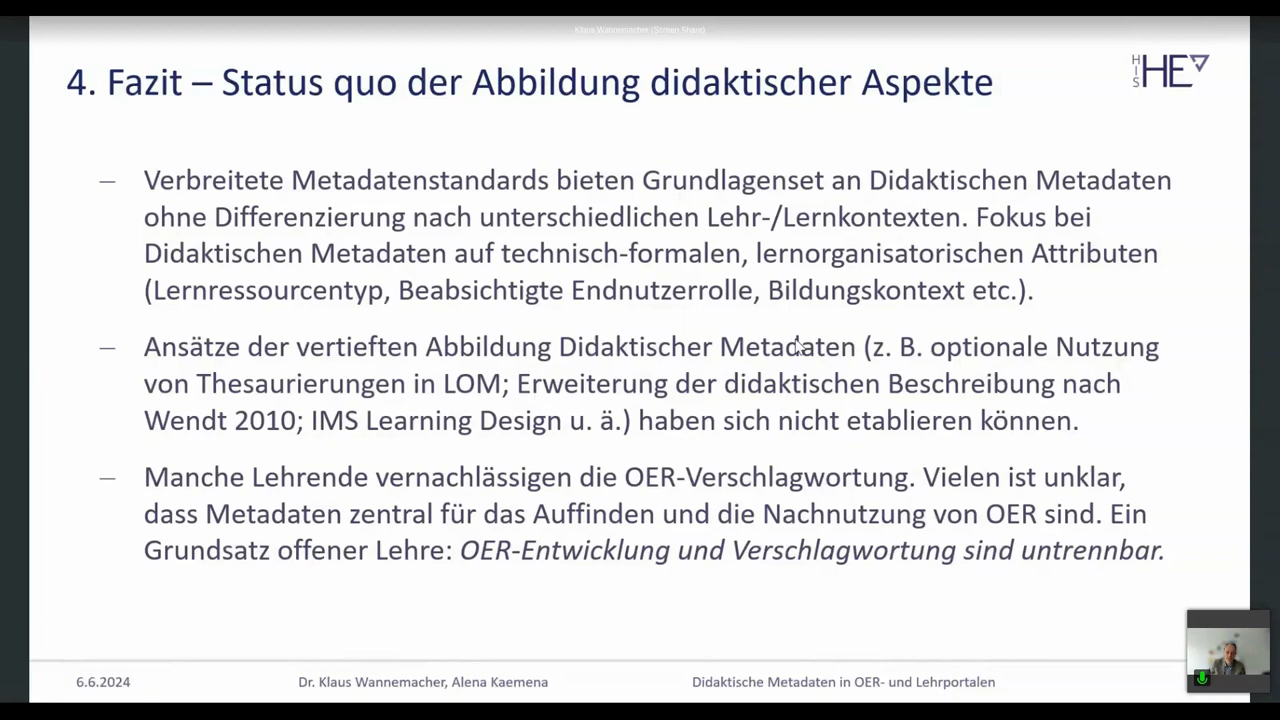 Klaus Wannemacher (Screen Share)
4. Fazit – Status quo der Abbildung didaktischer Aspekte
HIS HE
– Verbreitete Metadatenstandards bieten Grundlagenset an Didaktischen Metadaten
ohne Differenzierung nach unterschiedlichen Lehr-/Lernkontexten. Fokus bei
Didaktischen Metadaten auf technisch-formalen, lernorganisatorischen Attributen
(Lernressourcentyp, Beabsichtigte Endnutzerrolle, Bildungskontext etc.).
– Ansätze der vertieften Abbildung Didaktischer Metadaten (z. B. optionale Nutzung
von Thesaurierungen in LOM; Erweiterung der didaktischen Beschreibung nach
Wendt 2010; IMS Learning Design u. ä.) haben sich nicht etablieren können.
– Manche Lehrende vernachlässigen die OER-Verschlagwortung. Vielen ist unklar,
dass Metadaten zentral für das Auffinden und die Nachnutzung von OER sind. Ein
Grundsatz offener Lehre: OER-Entwicklung und Verschlagwortung sind untrennbar.
6.6.2024
Dr. Klaus Wannemacher, Alena Kaemena
Didaktische Metadaten in OER- und Lehrportalen